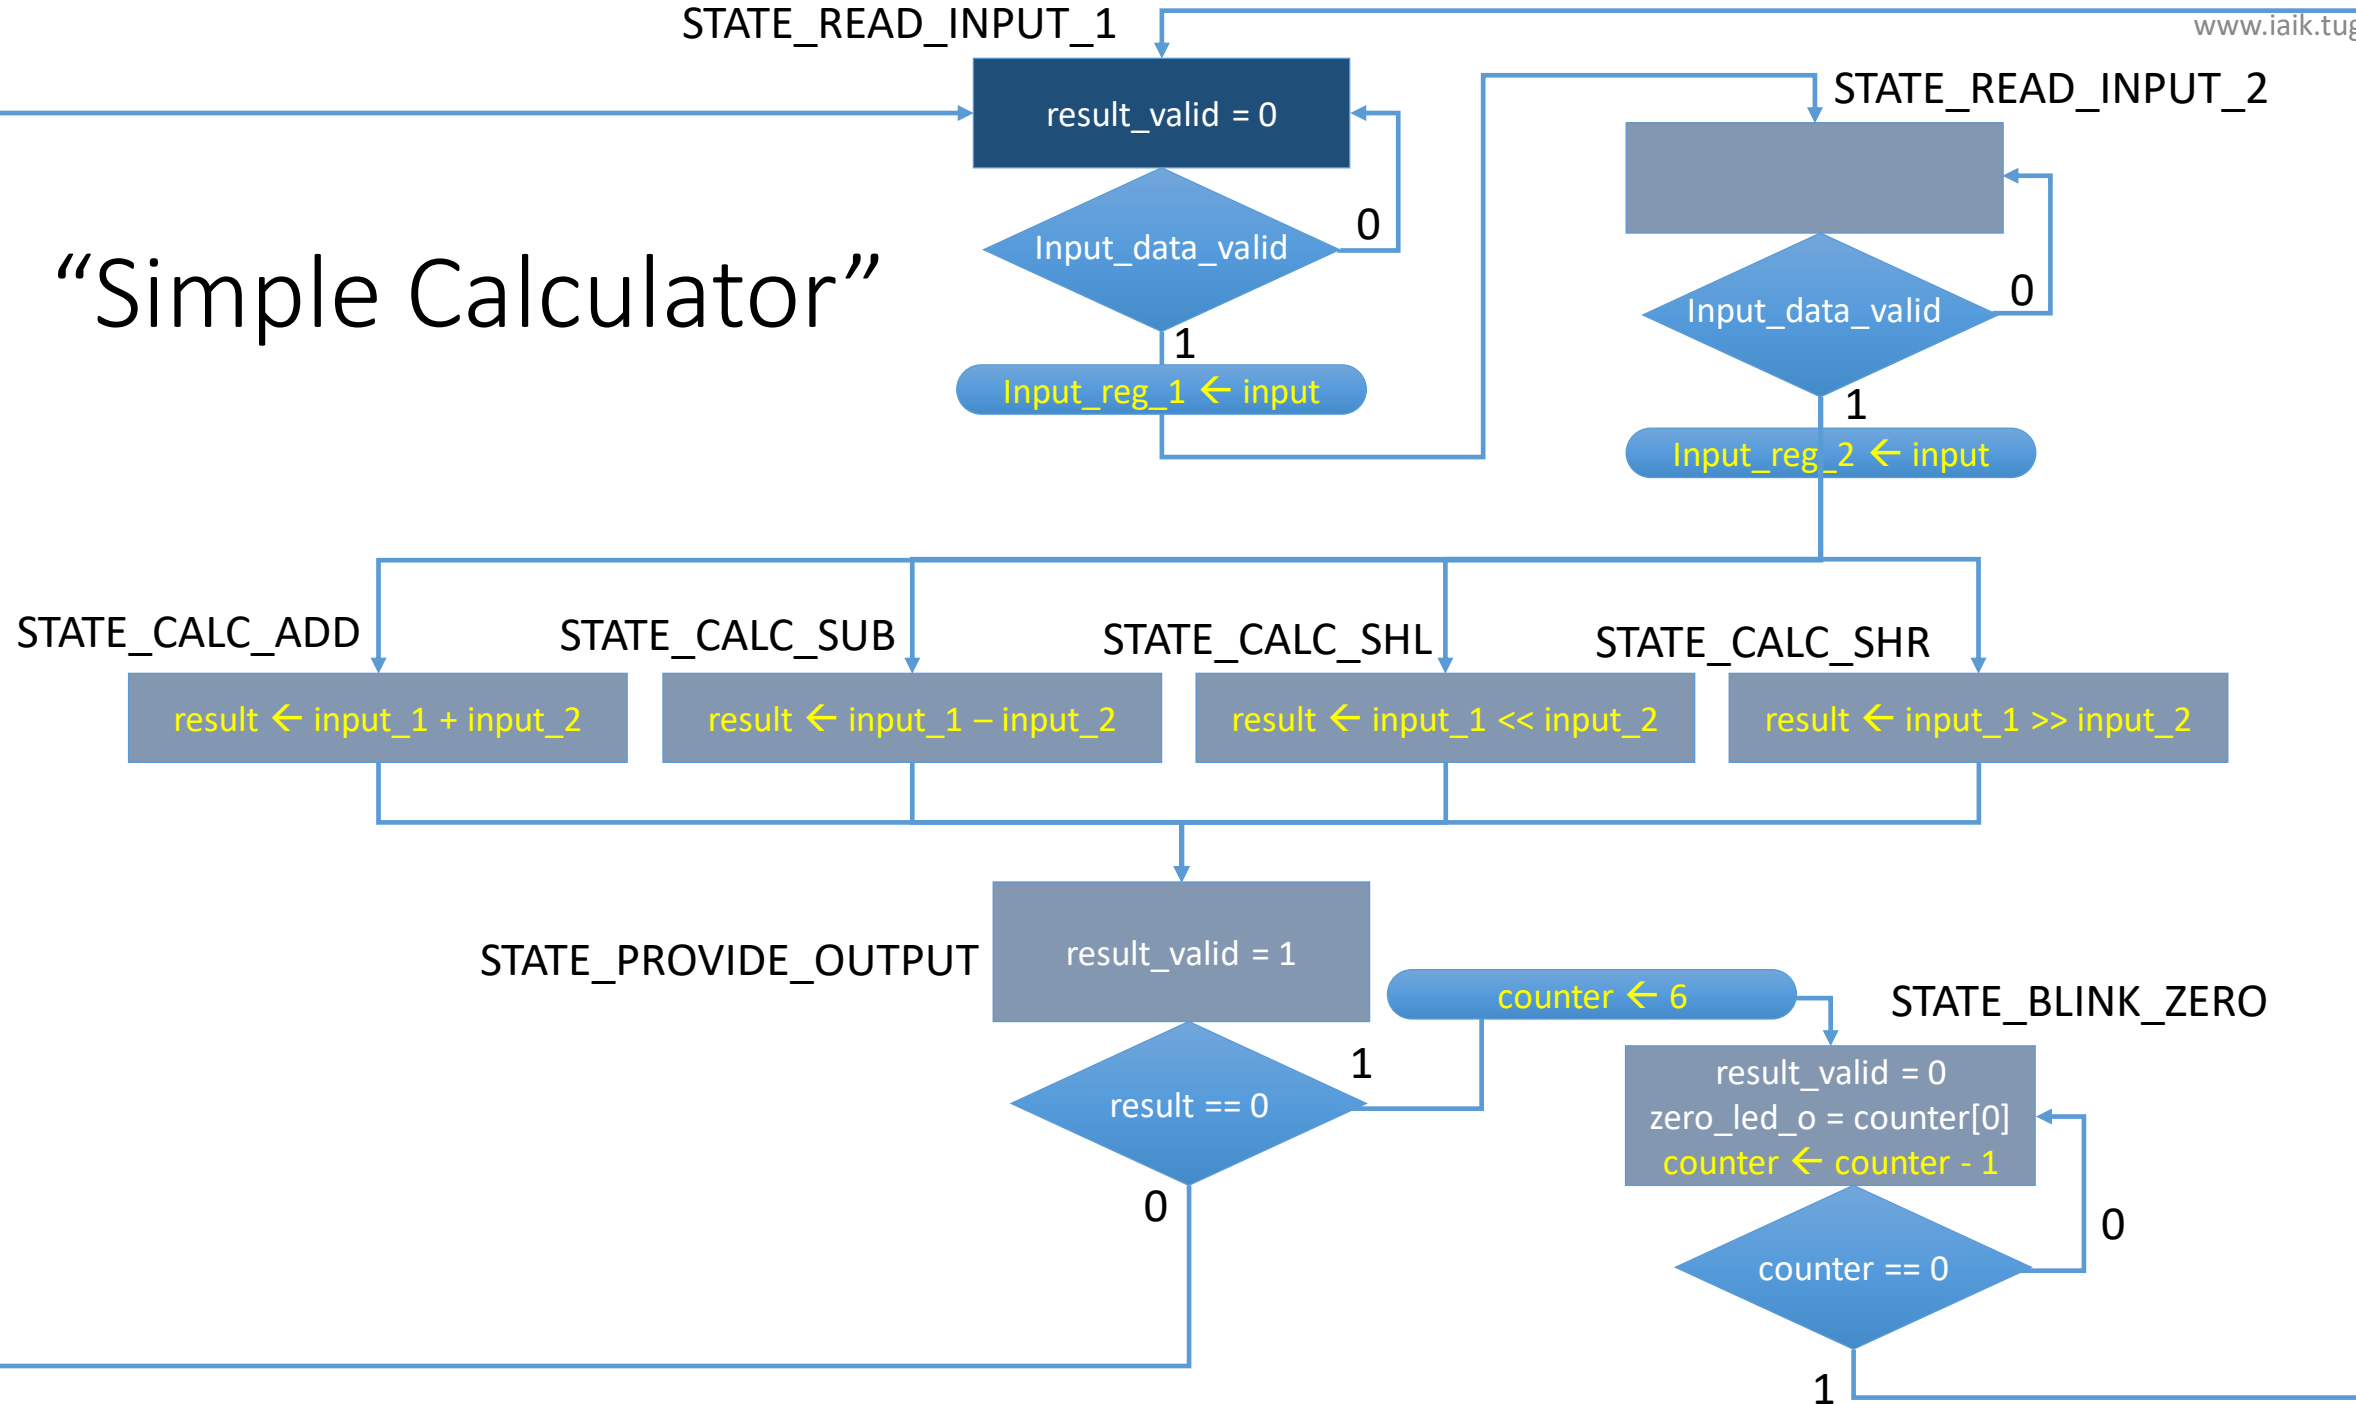 STATE_READ_INPUT_1
www.iaik.tug
result_valid = 0
STATE_READ_INPUT_2
Input_data_valid
0
1
Input_reg_1 ← input
“Simple Calculator”
Input_data_valid
0
1
Input_reg_2 ← input
STATE_CALC_ADD
STATE_CALC_SUB
STATE_CALC_SHL
STATE_CALC_SHR
result ← input_1 + input_2
result ← input_1 – input_2
result ← input_1 << input_2
result ← input_1 >> input_2
STATE_PROVIDE_OUTPUT
result_valid = 1
result == 0
1
0
counter ← 6
STATE_BLINK_ZERO
result_valid = 0
zero_led_o = counter[0]
counter ← counter - 1
counter == 0
0
1